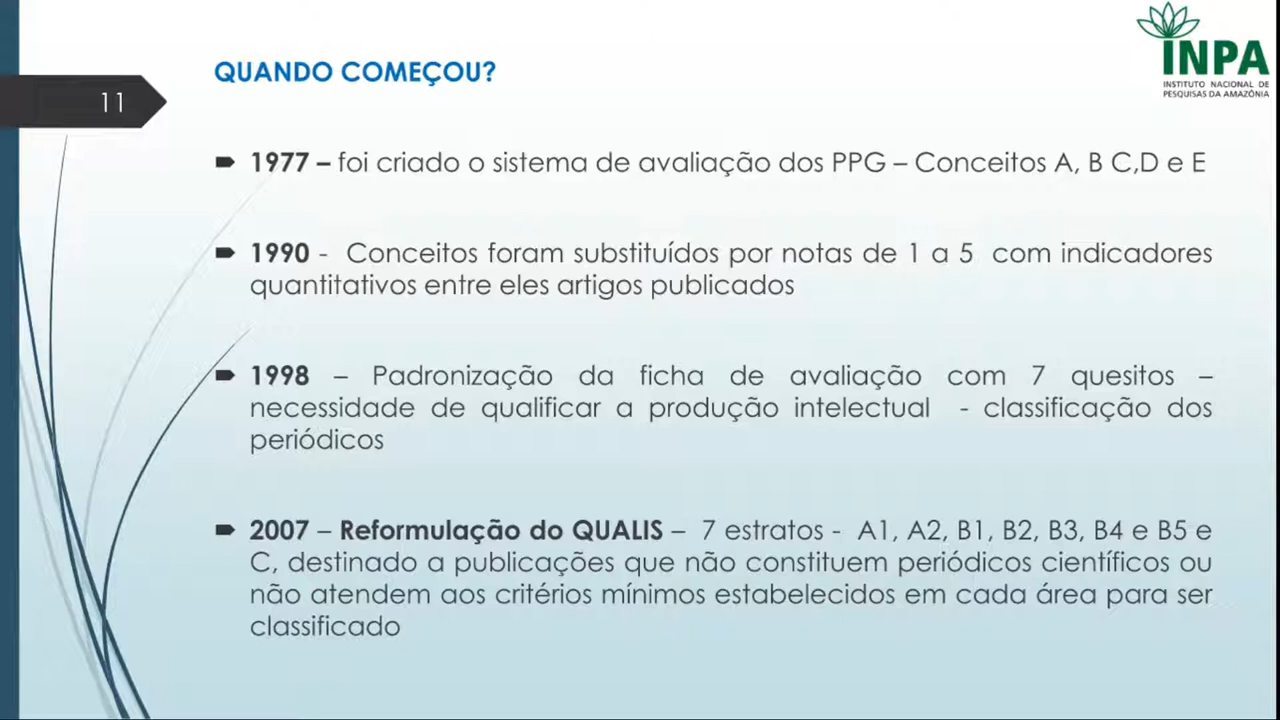 INPA
INSTITUTO NACIONAL DE
PESQUISAS DA AMAZÔNIA
QUANDO COMEÇOU?
11
1977 – foi criado o sistema de avaliação dos PPG – Conceitos A, B C,D e E
1990 - Conceitos foram substituídos por notas de 1 a 5 com indicadores
quantitativos entre eles artigos publicados
1998 – Padronização da ficha de avaliação com 7 quesitos –
necessidade de qualificar a produção intelectual - classificação dos
periódicos
2007 – Reformulação do QUALIS – 7 estratos - A1, A2, B1, B2, B3, B4 e B5 e
C, destinado a publicações que não constituem periódicos científicos ou
não atendem aos critérios mínimos estabelecidos em cada área para ser
classificado